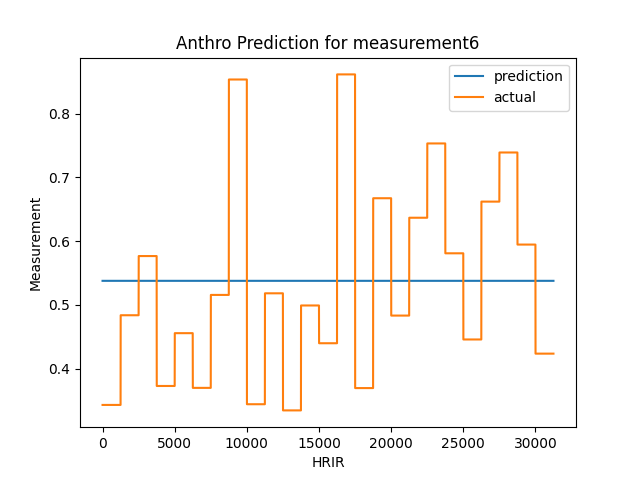 Anthro Prediction for measurement6
prediction
actual
Measurement
0.8
0.7
0.6
0.5
0.4
0 5000 10000 15000 20000 25000 30000
HRIR